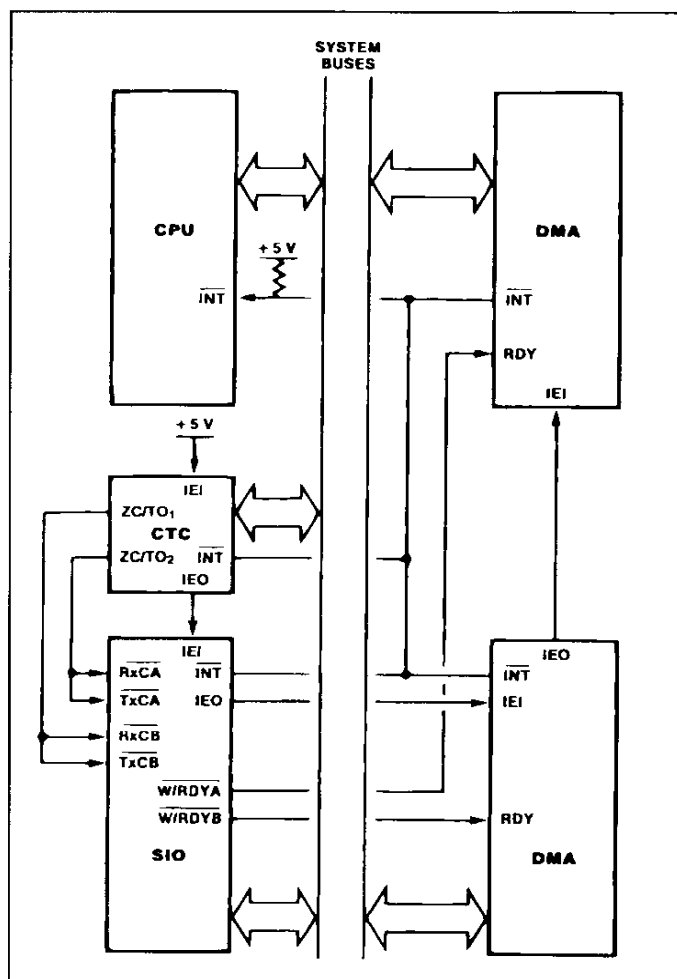 SYSTEM
BUSES
CPU
+ 5 V
INT
DMA
INT
RDY
IEI
+ 5 V
IEI
ZC/TO1
CTC
ZC/TO2
INT
IEO
IEI
RxCA
INT
TxCA
IEO
RxCB
TxCB
W/RDYA
W/RDYB
SIO
IEO
INT
IEI
RDY
DMA